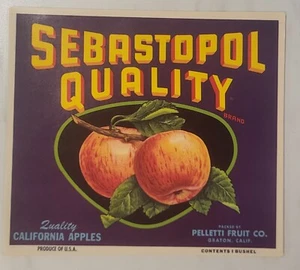 SEBASTOPOL
QUALITY
BRAND
Quality
CALIFORNIA APPLES
PRODUCE OF U.S.A.
PACKED BY
PELLETTI FRUIT CO.
GRATON, CALIF.
CONTENTS 1 BUSHEL